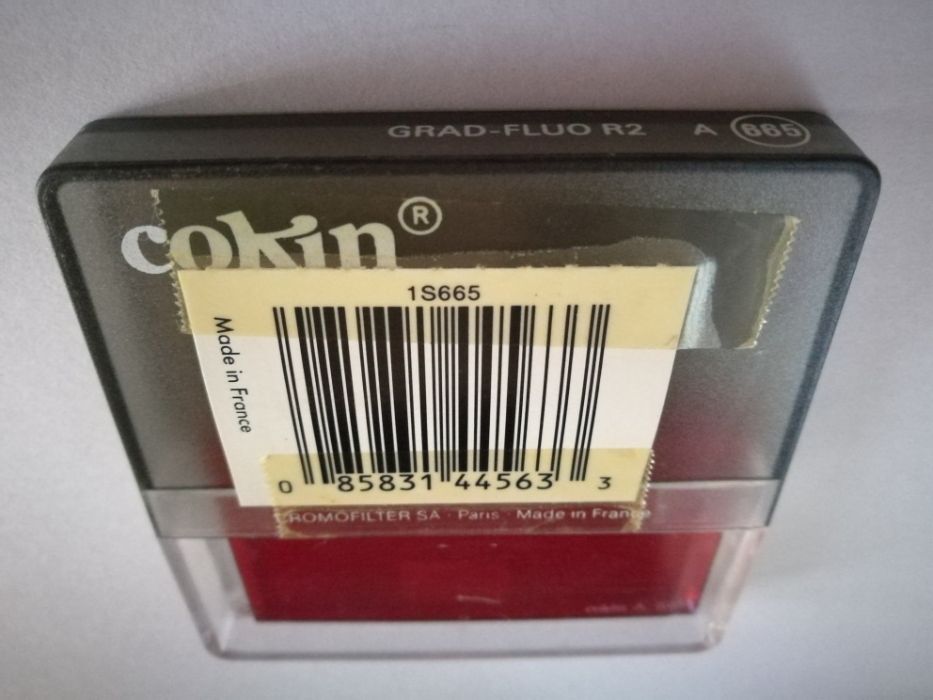 GRAD-FLUO R2 A 665
cokin®
1S665
Made in France
0 85831 44563 3
ROMOFILTER SA · Paris · Made in France
cokin A